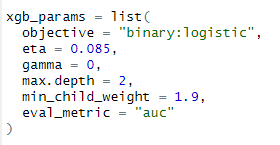 xgb_params = list(
  objective = "binary:logistic",
  eta = 0.085,
  gamma = 0,
  max.depth = 2,
  min_child_weight = 1.9,
  eval_metric = "auc"
)